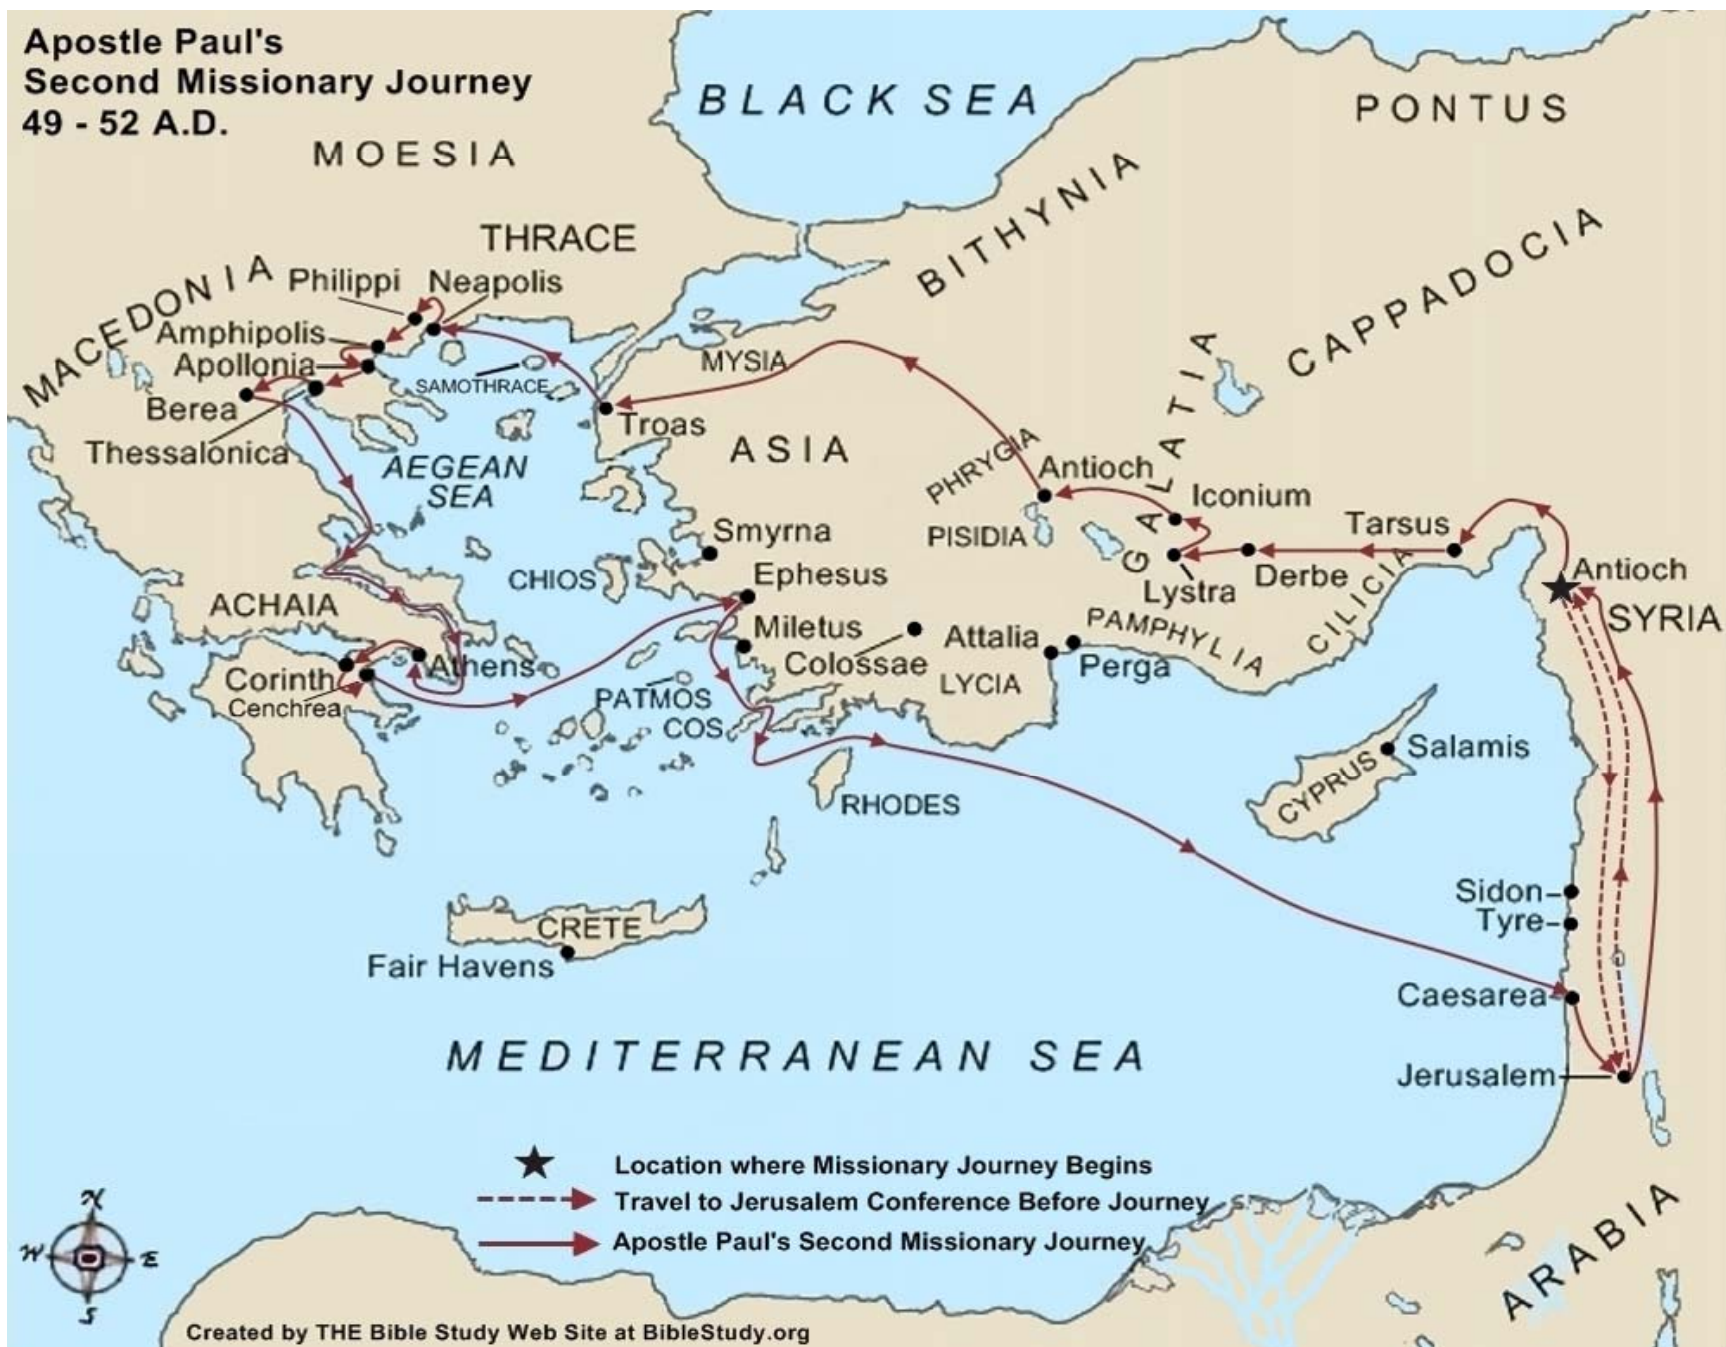 Apostle Paul's
Second Missionary Journey
49 - 52 A.D.
BLACK SEA
PONTUS
MOESIA
BITHYNIA
THRACE
CAPPADOCIA
MACEDONIA
Philippi
Neapolis
Amphipolis
Apollonia
MYSIA
SAMOTHRACE
Berea
Troas
GALATIA
Thessalonica
ASIA
AEGEAN
SEA
PHRYGIA
Antioch
Iconium
Tarsus
Smyrna
PISIDIA
CHIOS
Ephesus
Derbe
Antioch
Lystra
ACHAIA
SYRIA
CILICIA
Miletus
Attalia
PAMPHYLIA
Athens
Colossae
Perga
Corinth
LYCIA
Cenchrea
PATMOS
COS
Salamis
CYPRUS
RHODES
Sidon
Tyre
CRETE
Fair Havens
Caesarea
MEDITERRANEAN SEA
Jerusalem
Location where Missionary Journey Begins
Travel to Jerusalem Conference Before Journey
Apostle Paul's Second Missionary Journey
ARABIA
N
W
E
S
Created by THE Bible Study Web Site at BibleStudy.org